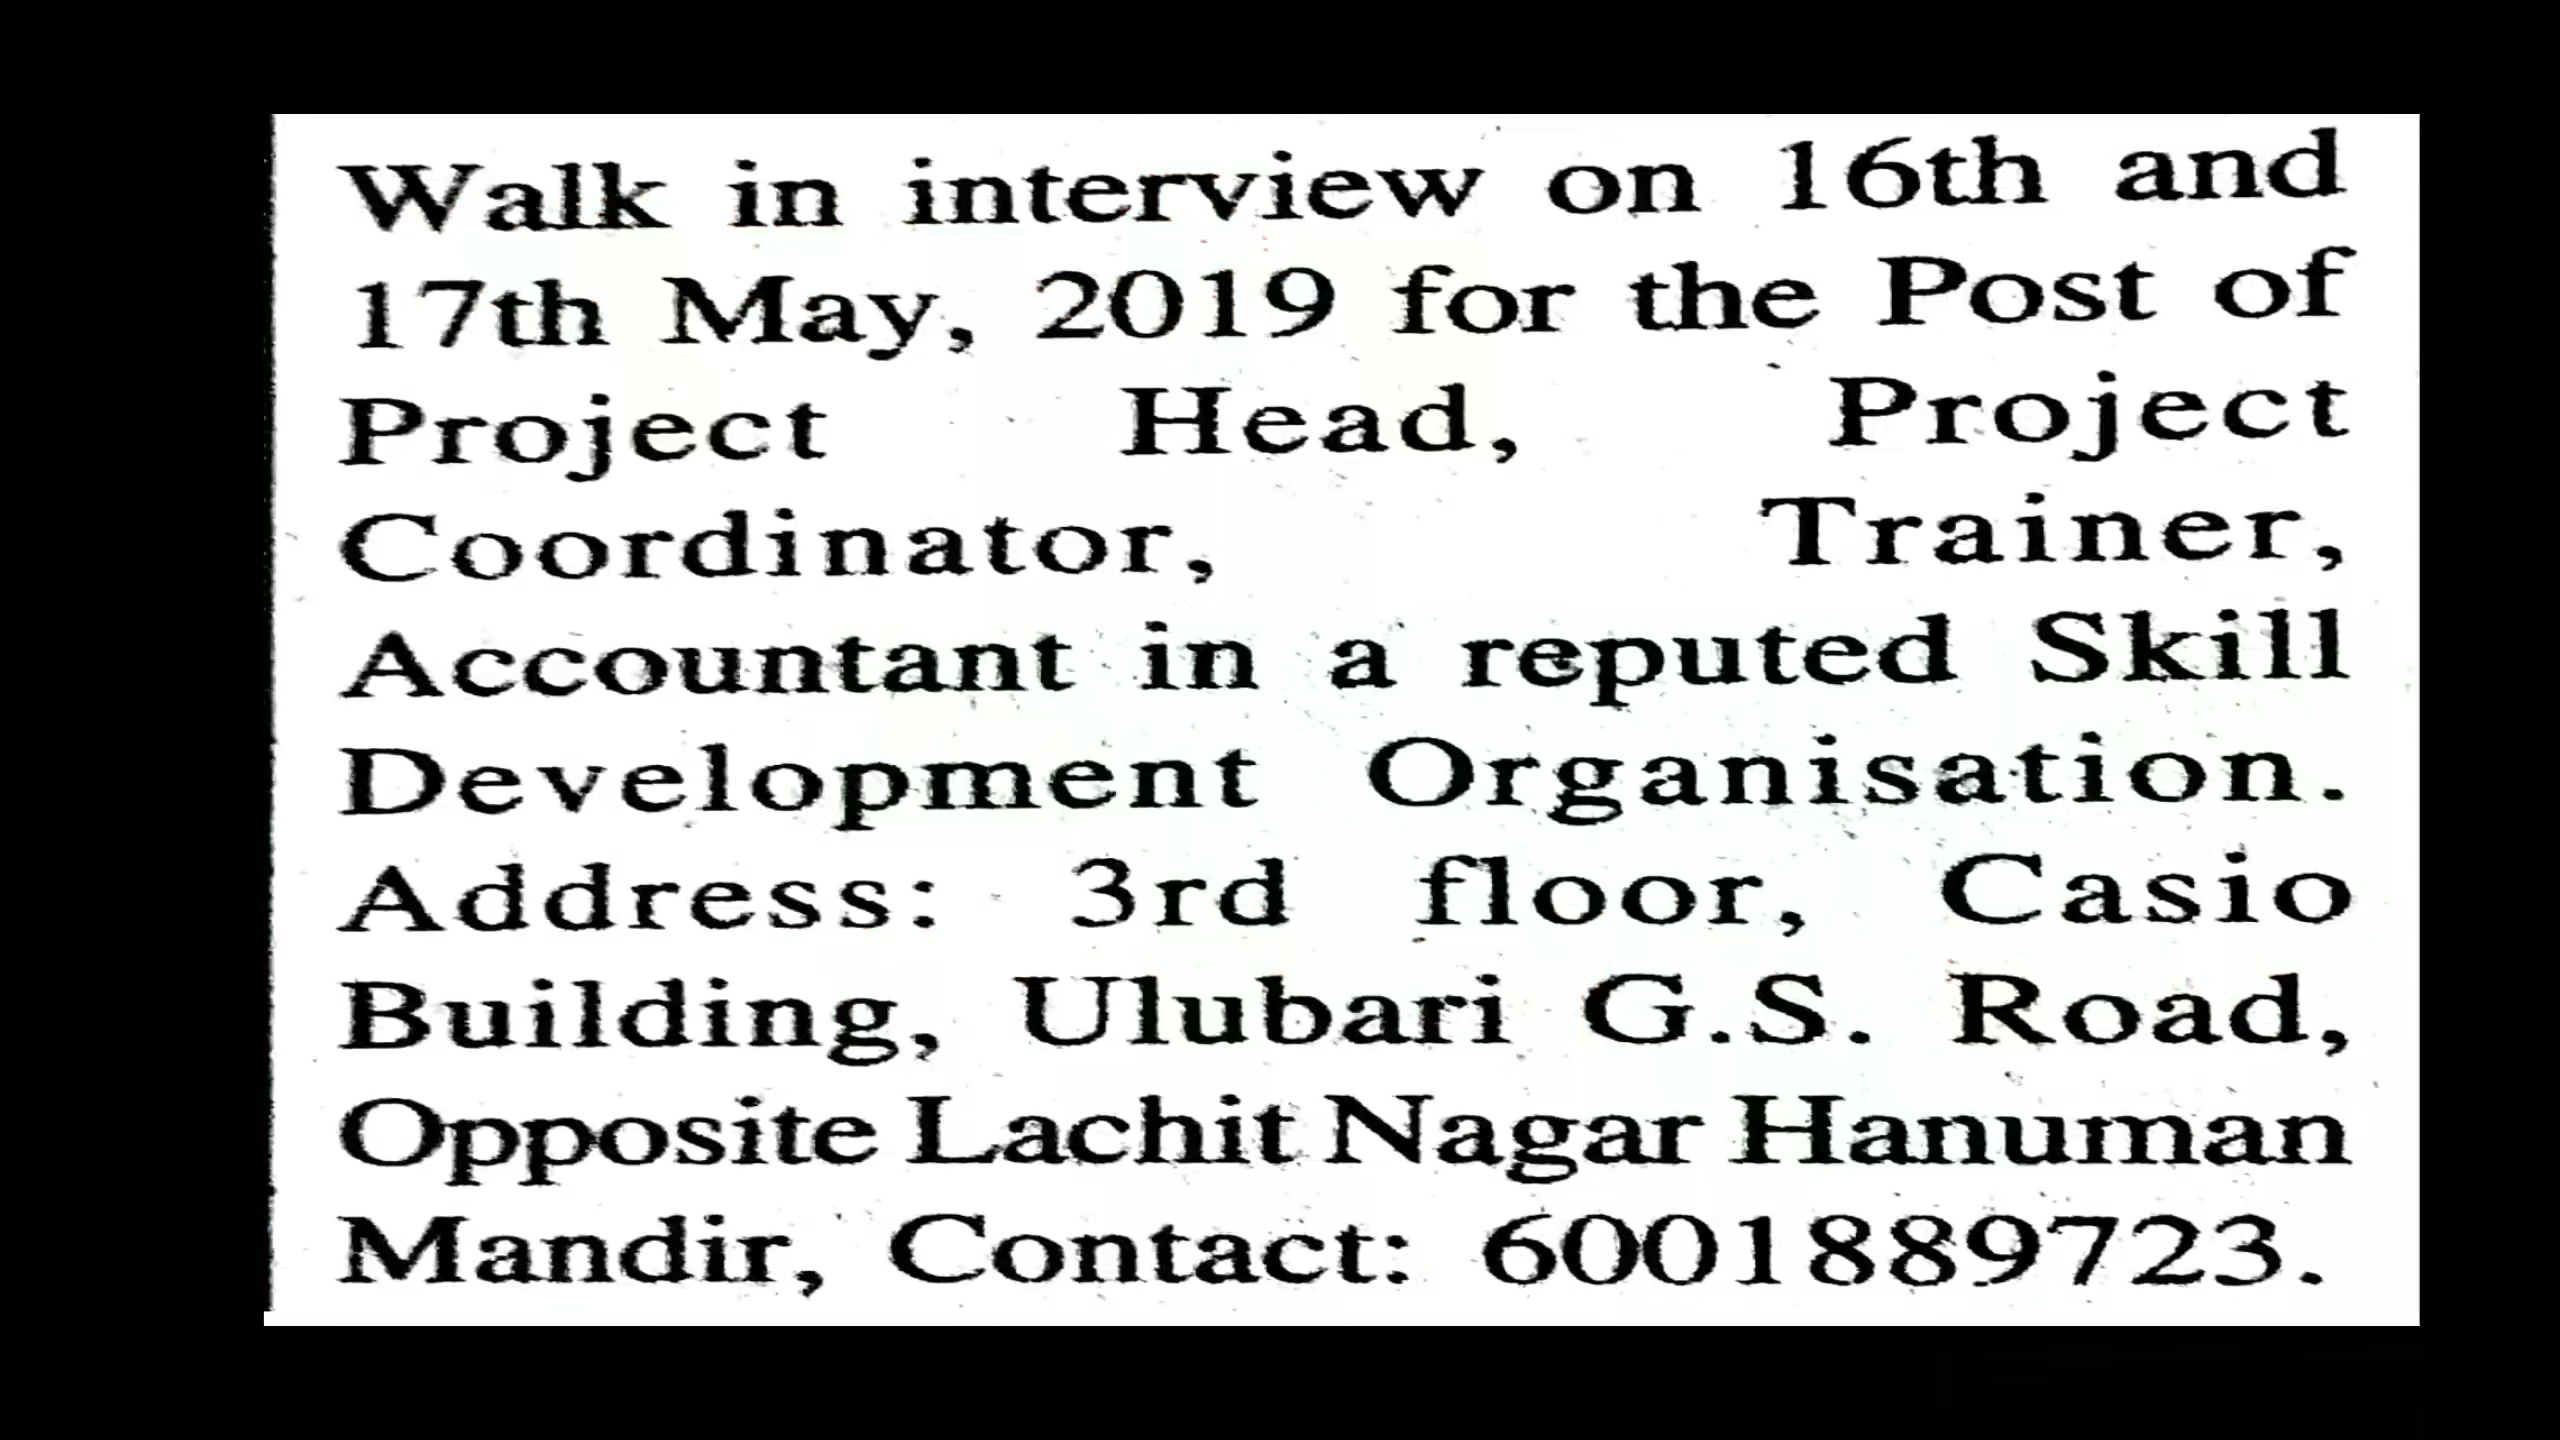 Walk in interview on 16th and
17th May, 2019 for the Post of
Project Head, Project
Coordinator, Trainer,
Accountant in a reputed Skill
Development Organisation.
Address: 3rd floor, Casio
Building, Ulubari G.S. Road,
Opposite Lachit Nagar Hanuman
Mandir, Contact: 6001889723.